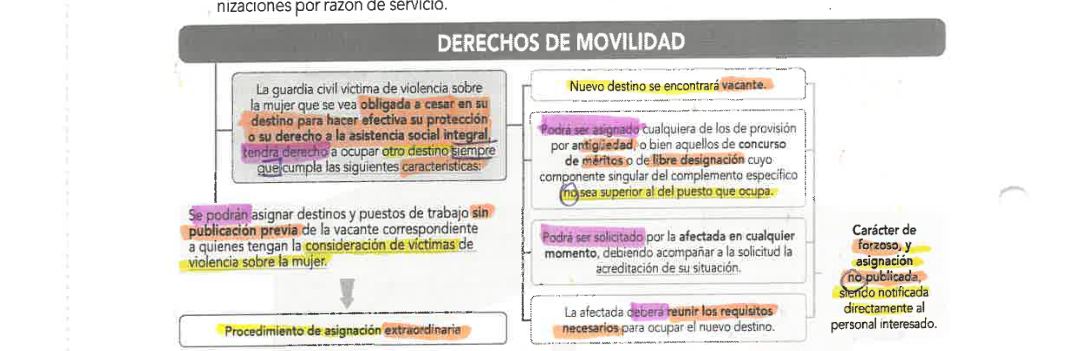 nizaciones por razón de servicio.
DERECHOS DE MOVILIDAD
La guardia civil víctima de violencia sobre
la mujer que se vea obligada a cesar en su
destino para hacer efectiva su protección
o su derecho a la asistencia social integral,
tendrá derecho a ocupar otro destino siempre
que cumpla las siguientes características:
Se podrán asignar destinos y puestos de trabajo sin
publicación previa de la vacante correspondiente
a quienes tengan la consideración de víctimas de
violencia sobre la mujer.
Procedimiento de asignación extraordinaria
Nuevo destino se encontrará vacante.
Podrá ser asignado cualquiera de los de provisión
por antigüedad, o bien aquellos de concurso
de méritos o de libre designación cuyo
componente singular del complemento específico
no sea superior al del puesto que ocupa.
Podrá ser solicitado por la afectada en cualquier
momento, debiendo acompañar a la solicitud la
acreditación de su situación.
La afectada deberá reunir los requisitos
necesarios para ocupar el nuevo destino.
Carácter de
forzoso, y
asignación
no publicada,
siendo notificada
directamente al
personal interesado.